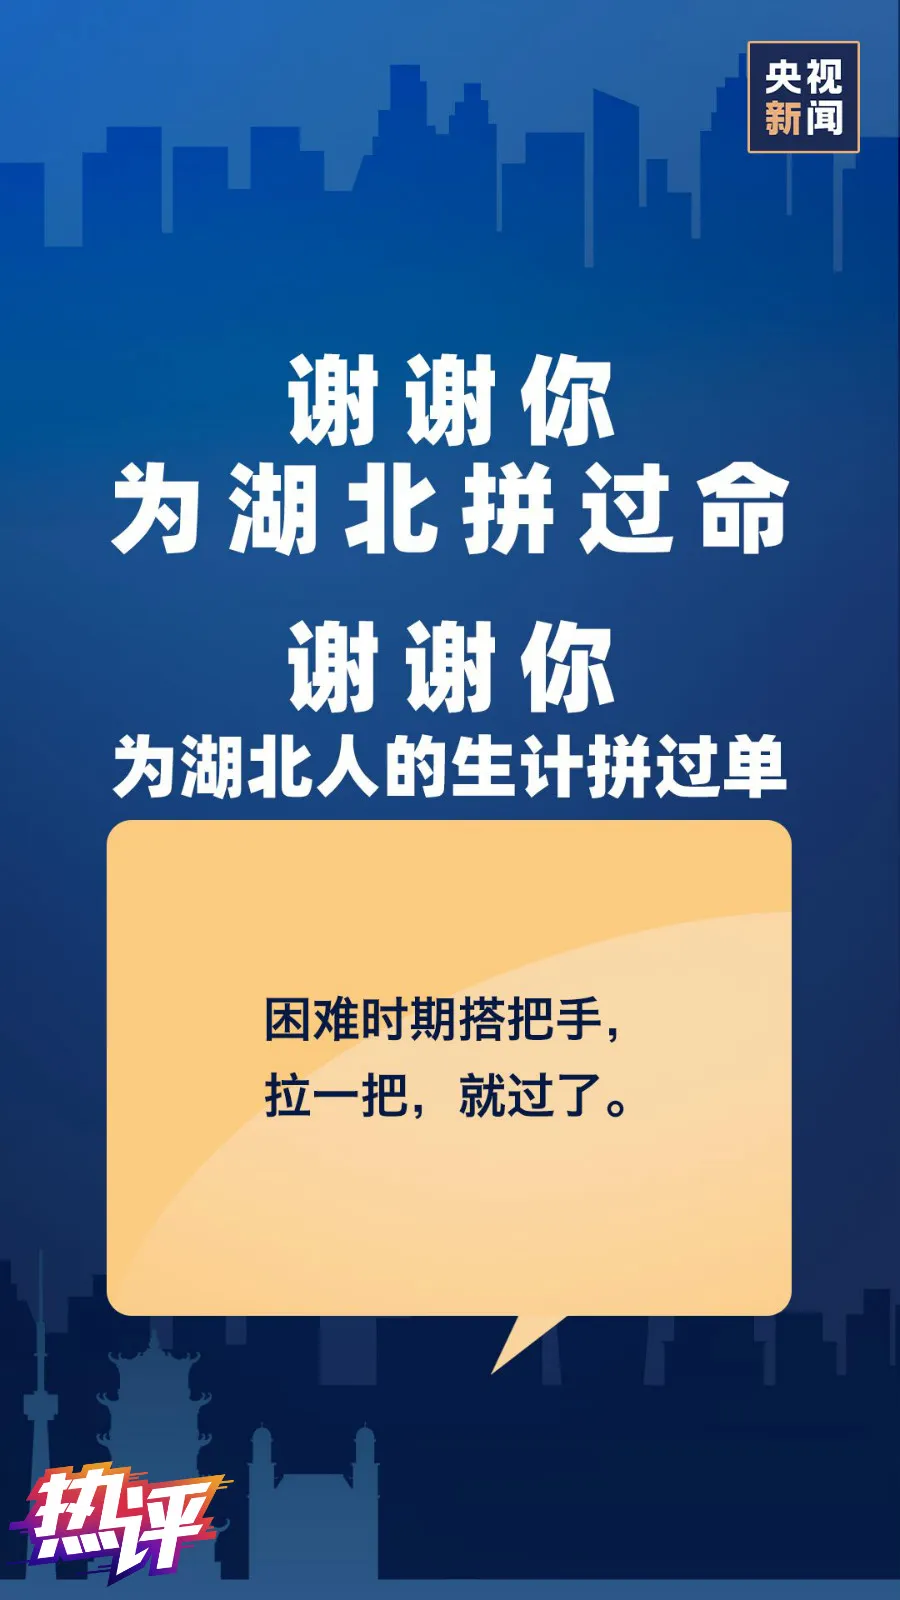 央视
新闻
谢谢你
为湖北拼过命
谢谢你
为湖北人的生计拼过单
困难时期搭把手，
拉一把，就过了。
热评